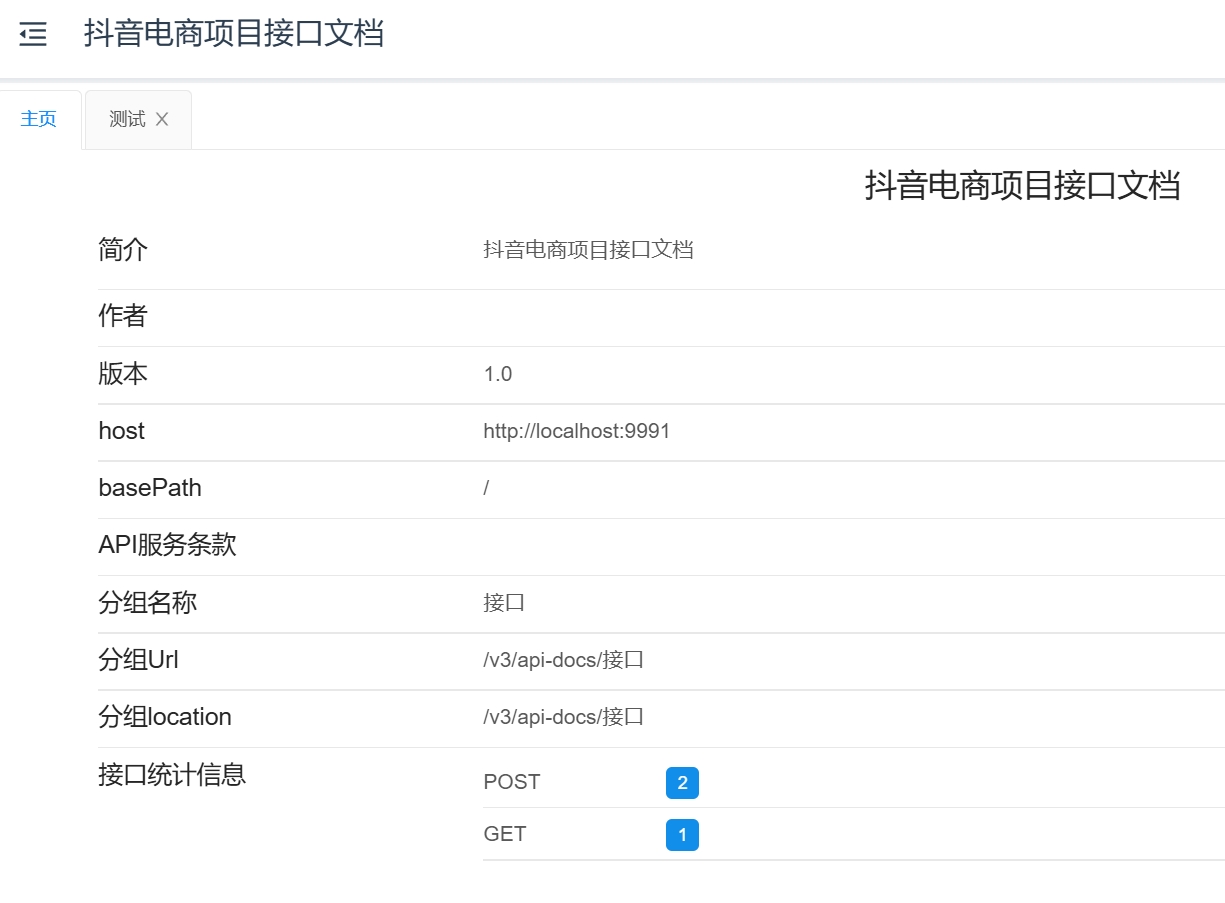 抖音电商项目接口文档
主页 测试
抖音电商项目接口文档
简介 抖音电商项目接口文档
作者
版本 1.0
host http://localhost:9991
basePath /
API服务条款
分组名称 接口
分组Url /v3/api-docs/接口
分组location /v3/api-docs/接口
接口统计信息 POST 2
GET 1